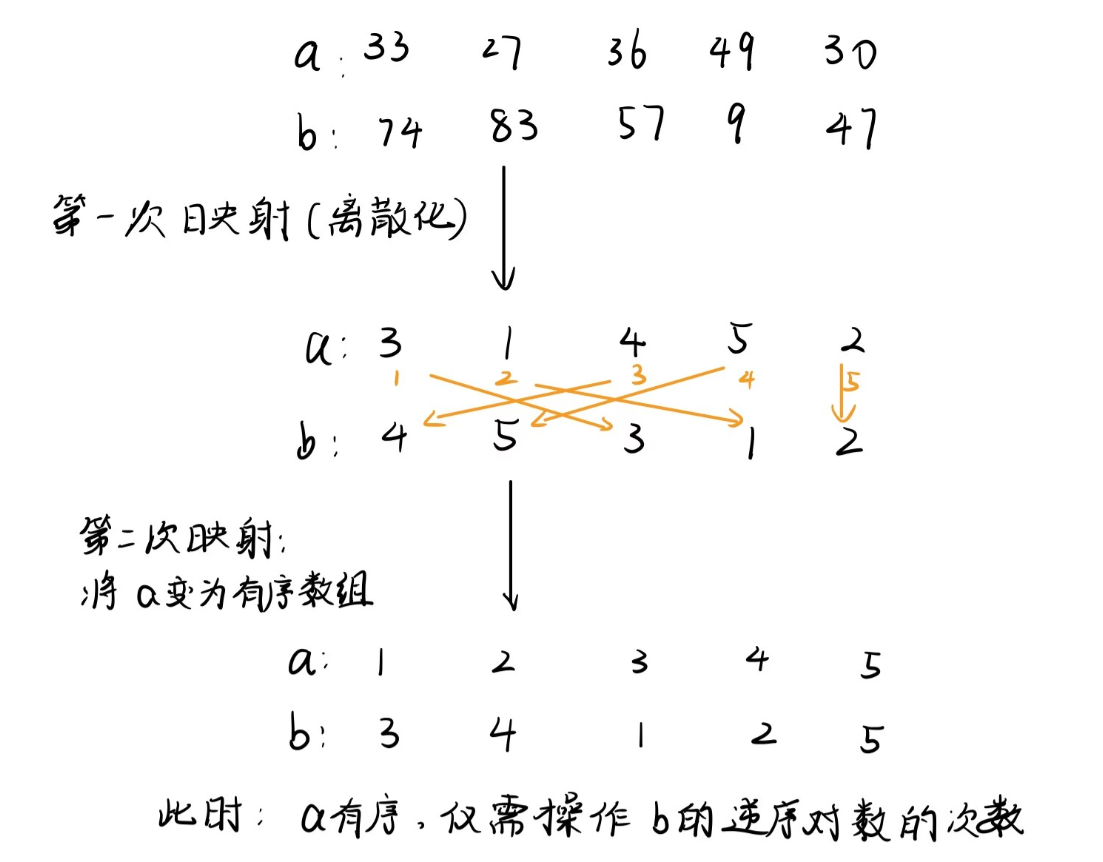 a: 33 27 36 49 30
b: 74 83 57 9 47
第一次映射(离散化)
a: 3 1 4 5 2
1 2 3 4 5
b: 4 5 3 1 2
第二次映射:
将 a变为有序数组
a: 1 2 3 4 5
b: 3 4 1 2 5
此时: a有序,仅需操作 b的逆序对数的次数